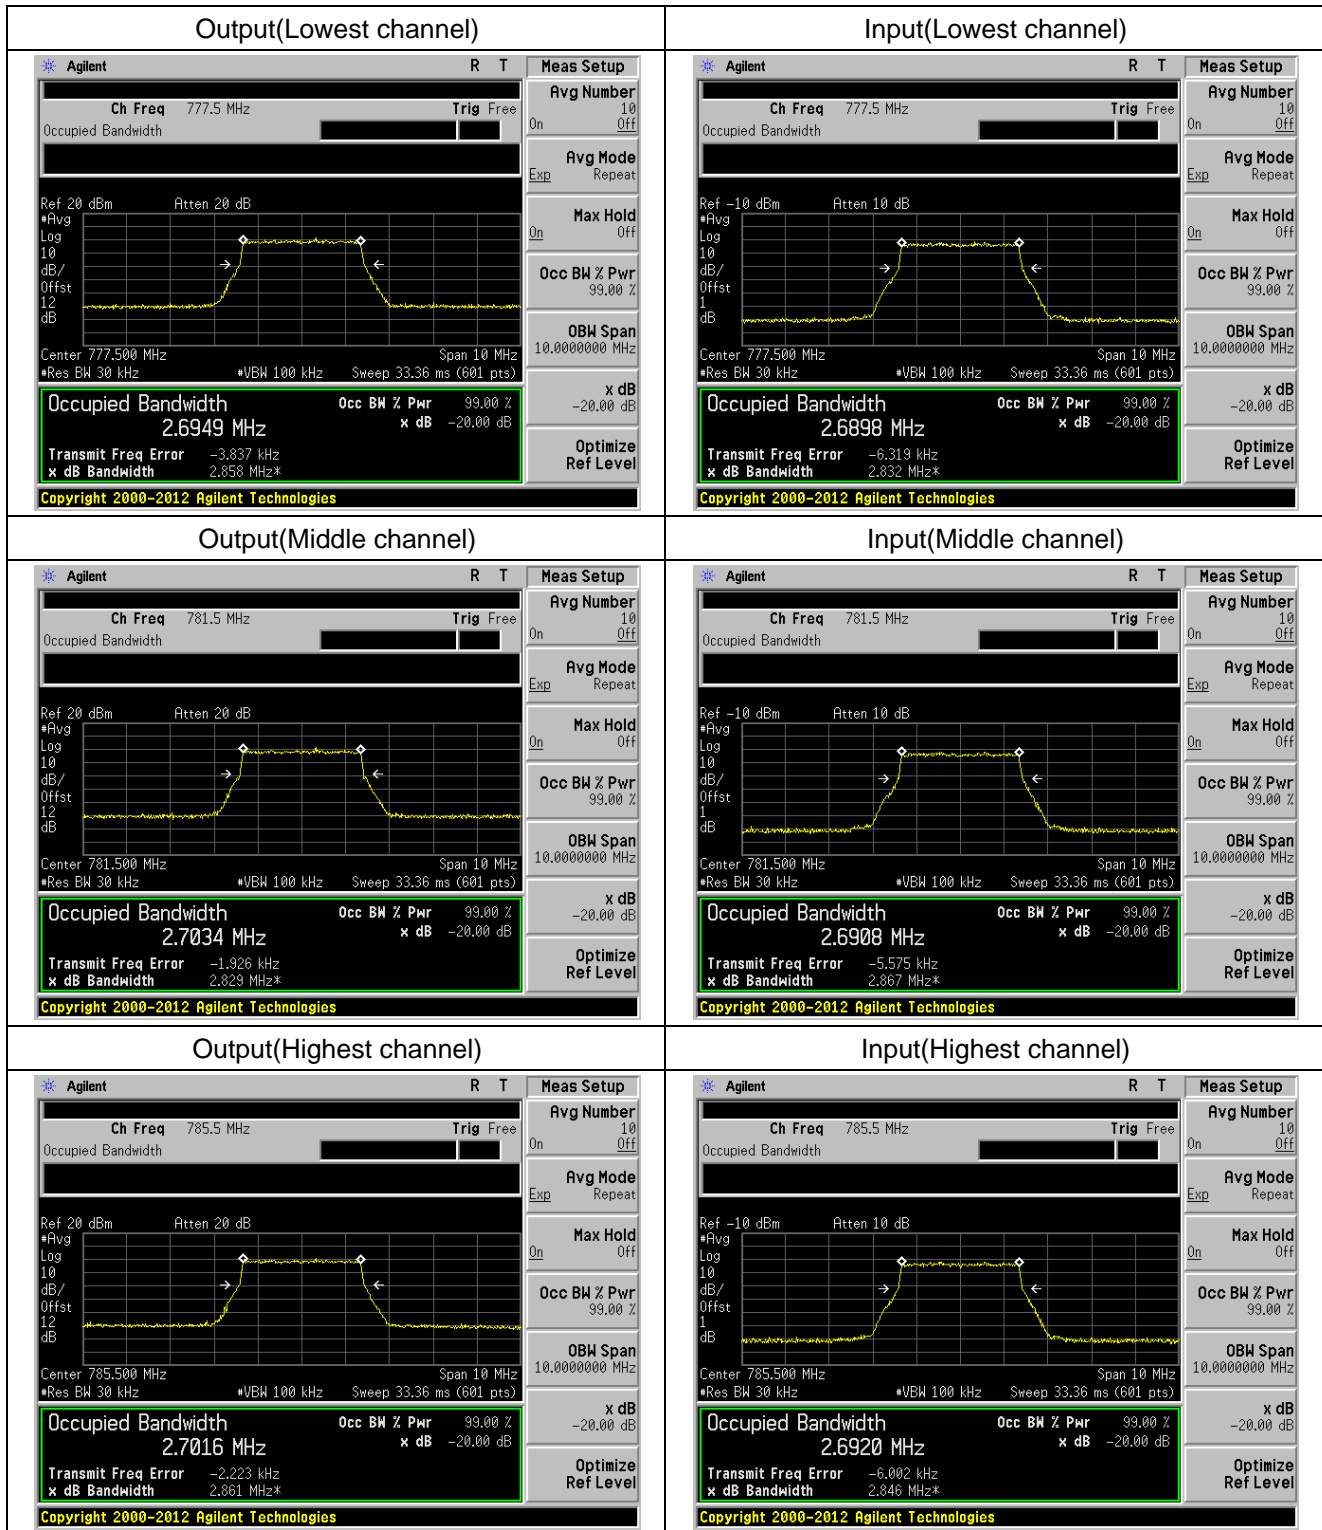 Output(Lowest channel)
Agilent R T Meas Setup
Ch Freq 777.5 MHz Trig Free
Occupied Bandwidth
Ref 20 dBm Atten 20 dB
#Avg
Log
10
dB/
Offst
12
dB
Center 777.500 MHz Span 10 MHz
#Res BW 30 kHz #VBW 100 kHz Sweep 33.36 ms (601 pts)
Occupied Bandwidth Occ BW % Pwr 99.00 %
2.6949 MHz x dB -20.00 dB
Transmit Freq Error -3.837 kHz
x dB Bandwidth 2.858 MHz*
Copyright 2000-2012 Agilent Technologies
Avg Number
10
On Off
Avg Mode
Exp Repeat
Max Hold
On Off
Occ BW % Pwr
99.00 %
OBW Span
10.0000000 MHz
x dB
-20.00 dB
Optimize
Ref Level
Input(Lowest channel)
Agilent R T Meas Setup
Ch Freq 777.5 MHz Trig Free
Occupied Bandwidth
Ref -10 dBm Atten 10 dB
#Avg
Log
10
dB/
Offst
1
dB
Center 777.500 MHz Span 10 MHz
#Res BW 30 kHz #VBW 100 kHz Sweep 33.36 ms (601 pts)
Occupied Bandwidth Occ BW % Pwr 99.00 %
2.6898 MHz x dB -20.00 dB
Transmit Freq Error -6.319 kHz
x dB Bandwidth 2.832 MHz*
Copyright 2000-2012 Agilent Technologies
Avg Number
10
On Off
Avg Mode
Exp Repeat
Max Hold
On Off
Occ BW % Pwr
99.00 %
OBW Span
10.0000000 MHz
x dB
-20.00 dB
Optimize
Ref Level
Output(Middle channel)
Agilent R T Meas Setup
Ch Freq 781.5 MHz Trig Free
Occupied Bandwidth
Ref 20 dBm Atten 20 dB
#Avg
Log
10
dB/
Offst
12
dB
Center 781.500 MHz Span 10 MHz
#Res BW 30 kHz #VBW 100 kHz Sweep 33.36 ms (601 pts)
Occupied Bandwidth Occ BW % Pwr 99.00 %
2.7034 MHz x dB -20.00 dB
Transmit Freq Error -1.926 kHz
x dB Bandwidth 2.829 MHz*
Copyright 2000-2012 Agilent Technologies
Avg Number
10
On Off
Avg Mode
Exp Repeat
Max Hold
On Off
Occ BW % Pwr
99.00 %
OBW Span
10.0000000 MHz
x dB
-20.00 dB
Optimize
Ref Level
Input(Middle channel)
Agilent R T Meas Setup
Ch Freq 781.5 MHz Trig Free
Occupied Bandwidth
Ref -10 dBm Atten 10 dB
#Avg
Log
10
dB/
Offst
1
dB
Center 781.500 MHz Span 10 MHz
#Res BW 30 kHz #VBW 100 kHz Sweep 33.36 ms (601 pts)
Occupied Bandwidth Occ BW % Pwr 99.00 %
2.6908 MHz x dB -20.00 dB
Transmit Freq Error -5.575 kHz
x dB Bandwidth 2.867 MHz*
Copyright 2000-2012 Agilent Technologies
Avg Number
10
On Off
Avg Mode
Exp Repeat
Max Hold
On Off
Occ BW % Pwr
99.00 %
OBW Span
10.0000000 MHz
x dB
-20.00 dB
Optimize
Ref Level
Output(Highest channel)
Agilent R T Meas Setup
Ch Freq 785.5 MHz Trig Free
Occupied Bandwidth
Ref 20 dBm Atten 20 dB
#Avg
Log
10
dB/
Offst
12
dB
Center 785.500 MHz Span 10 MHz
#Res BW 30 kHz #VBW 100 kHz Sweep 33.36 ms (601 pts)
Occupied Bandwidth Occ BW % Pwr 99.00 %
2.7016 MHz x dB -20.00 dB
Transmit Freq Error -2.223 kHz
x dB Bandwidth 2.861 MHz*
Copyright 2000-2012 Agilent Technologies
Avg Number
10
On Off
Avg Mode
Exp Repeat
Max Hold
On Off
Occ BW % Pwr
99.00 %
OBW Span
10.0000000 MHz
x dB
-20.00 dB
Optimize
Ref Level
Input(Highest channel)
Agilent R T Meas Setup
Ch Freq 785.5 MHz Trig Free
Occupied Bandwidth
Ref -10 dBm Atten 10 dB
#Avg
Log
10
dB/
Offst
1
dB
Center 785.500 MHz Span 10 MHz
#Res BW 30 kHz #VBW 100 kHz Sweep 33.36 ms (601 pts)
Occupied Bandwidth Occ BW % Pwr 99.00 %
2.6920 MHz x dB -20.00 dB
Transmit Freq Error -6.002 kHz
x dB Bandwidth 2.846 MHz*
Copyright 2000-2012 Agilent Technologies
Avg Number
10
On Off
Avg Mode
Exp Repeat
Max Hold
On Off
Occ BW % Pwr
99.00 %
OBW Span
10.0000000 MHz
x dB
-20.00 dB
Optimize
Ref Level